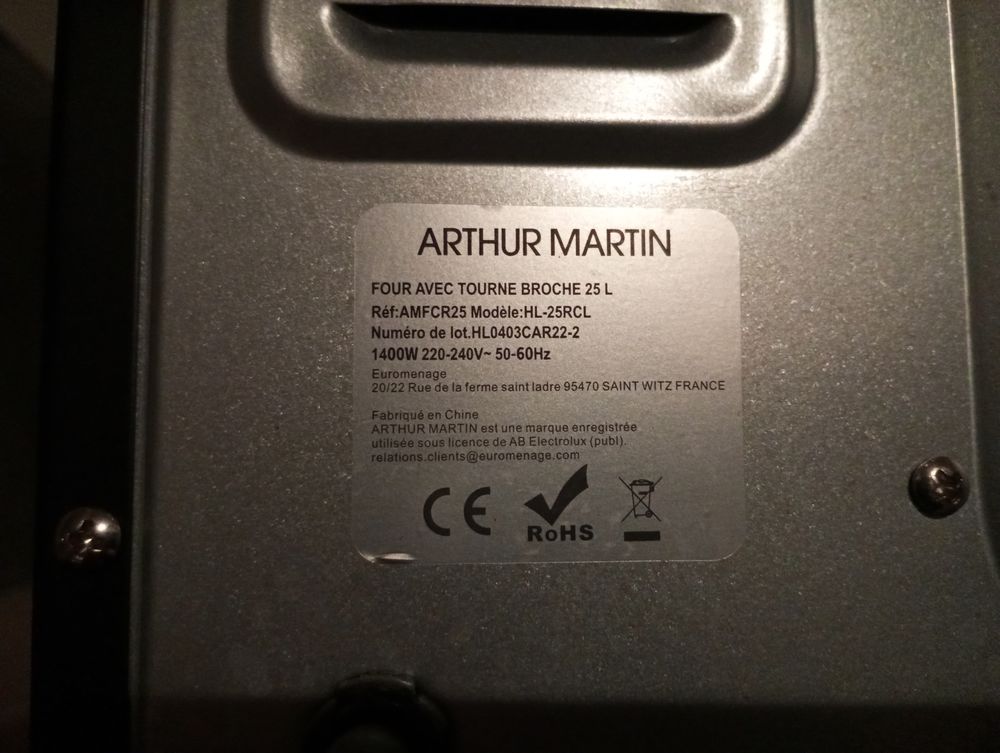 ARTHUR MARTIN
FOUR AVEC TOURNE BROCHE 25 L
Réf:AMFCR25 Modèle:HL-25RCL
Numéro de lot.HL0403CAR22-2
1400W 220-240V~ 50-60Hz
Euromenage
20/22 Rue de la ferme saint ladre 95470 SAINT WITZ FRANCE
Fabriqué en Chine
ARTHUR MARTIN est une marque enregistrée
utilisée sous licence de AB Electrolux (publ).
relations.clients@euromenage.com
CE
RoHS